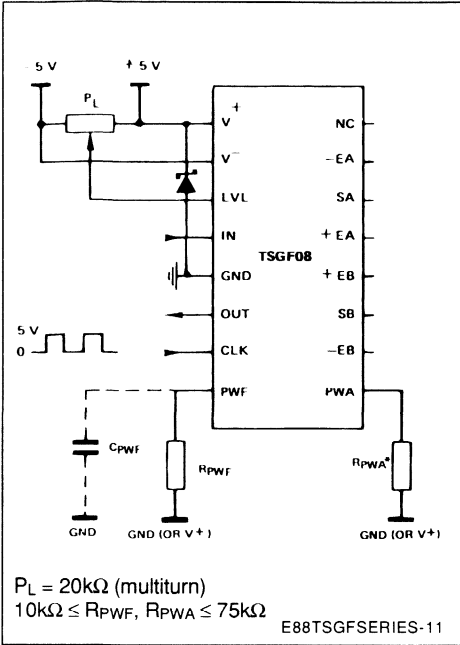 - 5 V
+ 5 V
PL
V+
NC
V−
−EA
LVL
SA
IN
+ EA
TSGF08
GND
+ EB
OUT
SB
5 V
0
CLK
−EB
PWF
PWA
CPWF
RPWF
RPWA*
GND
GND (OR V+)
GND (OR V+)
PL = 20kΩ (multiturn)
10kΩ ≤ RPWF, RPWA ≤ 75kΩ
E88TSGFSERIES-11